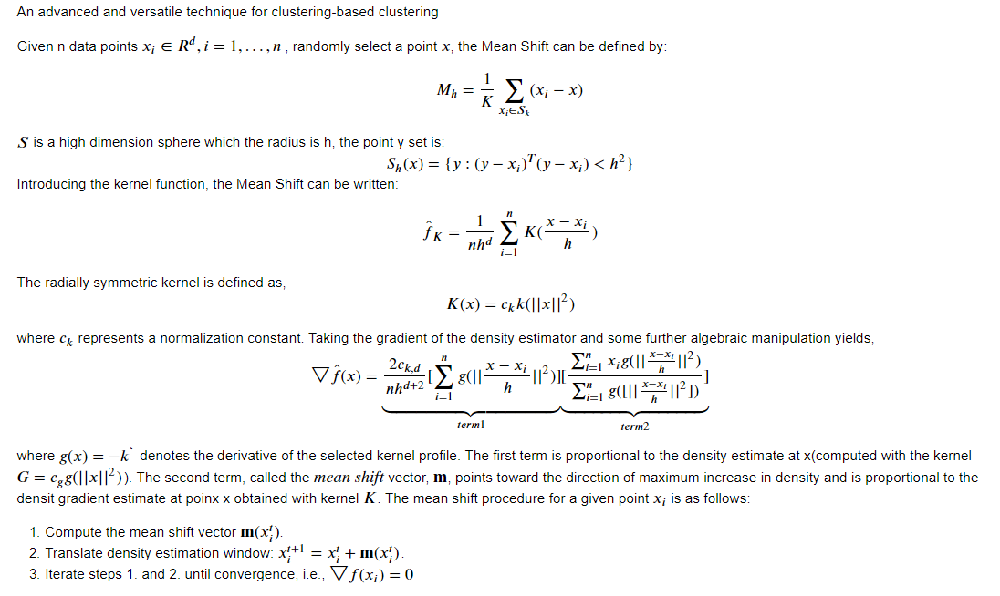 An advanced and versatile technique for clustering-based clustering
Given n data points xᵢ ∈ Rᵈ, i = 1,...,n , randomly select a point x, the Mean Shift can be defined by:
M_h = \frac{1}{K} \sum_{x_i \in S_k} (x_i − x)
S is a high dimension sphere which the radius is h, the point y set is:
S_h(x) = {y : (y − x_i)^T (y − x_i) < h^2}
Introducing the kernel function, the Mean Shift can be written:
\hat{f}_K = \frac{1}{nh^d} \sum_{i=1}^{n} K(\frac{x − x_i}{h})
The radially symmetric kernel is defined as,
K(x) = c_k k(||x||^2)
where c_k represents a normalization constant. Taking the gradient of the density estimator and some further algebraic manipulation yields,
∇\hat{f}(x) = \underbrace{\frac{2c_{k,d}}{nh^{d+2}} [\sum_{i=1}^{n} g(||\frac{x − x_i}{h}||^2)]}_{term1} \underbrace{[\frac{\sum_{i=1}^{n} x_i g(||\frac{x−x_i}{h}||^2)}{\sum_{i=1}^{n} g([||\frac{x−x_i}{h}||^2])}]}_{term2}
where g(x) = −k^{'} denotes the derivative of the selected kernel profile. The first term is proportional to the density estimate at x(computed with the kernel
G = c_g g(||x||^2)). The second term, called the mean shift vector, m, points toward the direction of maximum increase in density and is proportional to the
densit gradient estimate at poinx x obtained with kernel K. The mean shift procedure for a given point x_i is as follows:
1. Compute the mean shift vector m(x_i^t).
2. Translate density estimation window: x_i^{t+1} = x_i^t + m(x_i^t).
3. Iterate steps 1. and 2. until convergence, i.e., ∇f(x_i) = 0